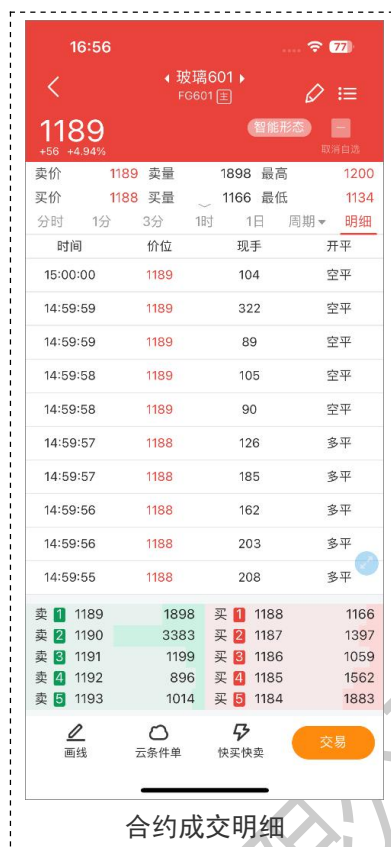 16:56
77
玻璃601
FG601 主
1189
+56 +4.94%
智能形态
取消自选
卖价 1189 卖量 1898 最高 1200
买价 1188 买量 1166 最低 1134
分时 1分 3分 1时 1日 周期 明细
时间 价位 现手 开平
15:00:00 1189 104 空平
14:59:59 1189 322 空平
14:59:59 1189 89 空平
14:59:58 1189 105 空平
14:59:58 1189 90 空平
14:59:57 1188 126 多平
14:59:57 1188 185 多平
14:59:56 1188 162 多平
14:59:56 1188 203 多平
14:59:55 1188 208 多平
卖 1 1189 1898 买 1 1188 1166
卖 2 1190 3383 买 2 1187 1397
卖 3 1191 1199 买 3 1186 1059
卖 4 1192 896 买 4 1185 1562
卖 5 1193 1014 买 5 1184 1883
画线 云条件单 快买快卖 交易
合约成交明细